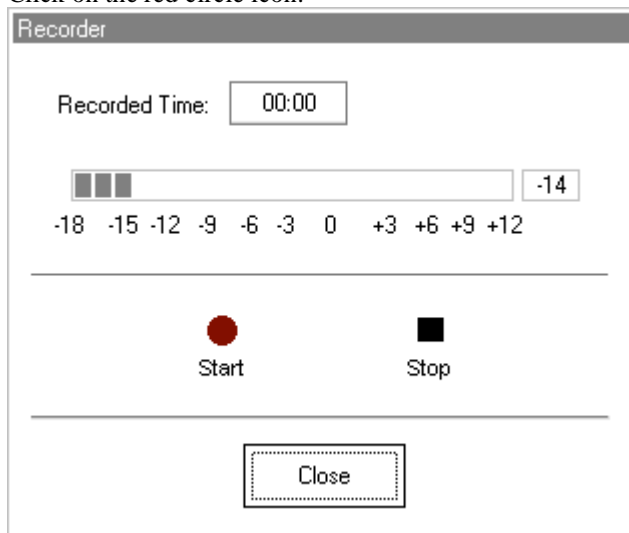 Click on the red circle icon.
Recorder
Recorded Time: 00:00
-14
-18 -15 -12 -9 -6 -3 0 +3 +6 +9 +12
Start Stop
Close